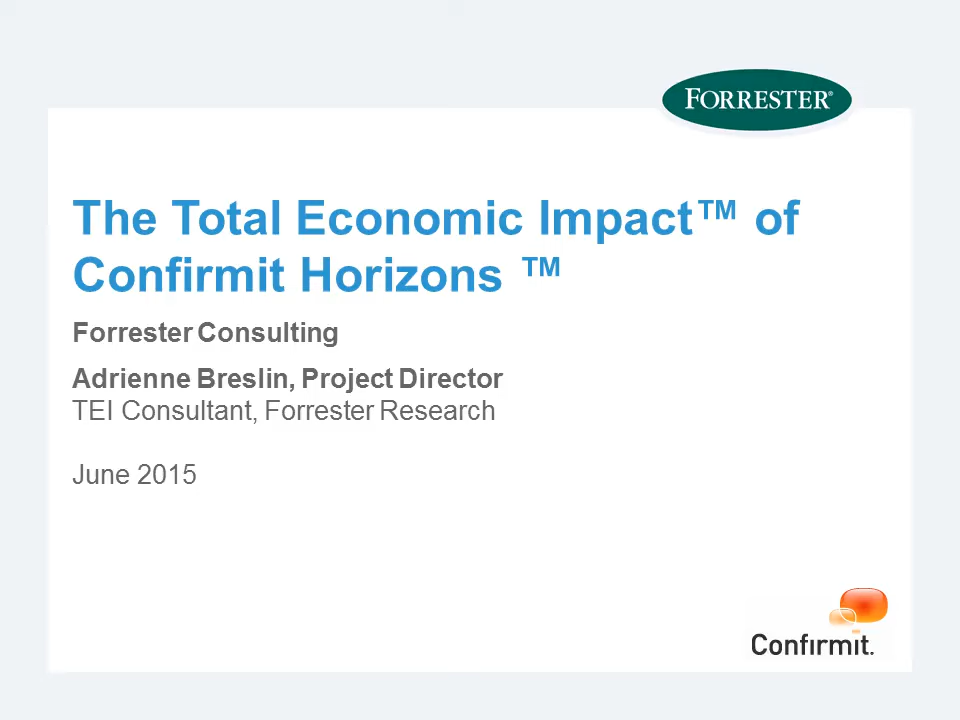 FORRESTER®
The Total Economic Impact™ of
Confirmit Horizons ™
Forrester Consulting
Adrienne Breslin, Project Director
TEI Consultant, Forrester Research
June 2015
Confirmit.